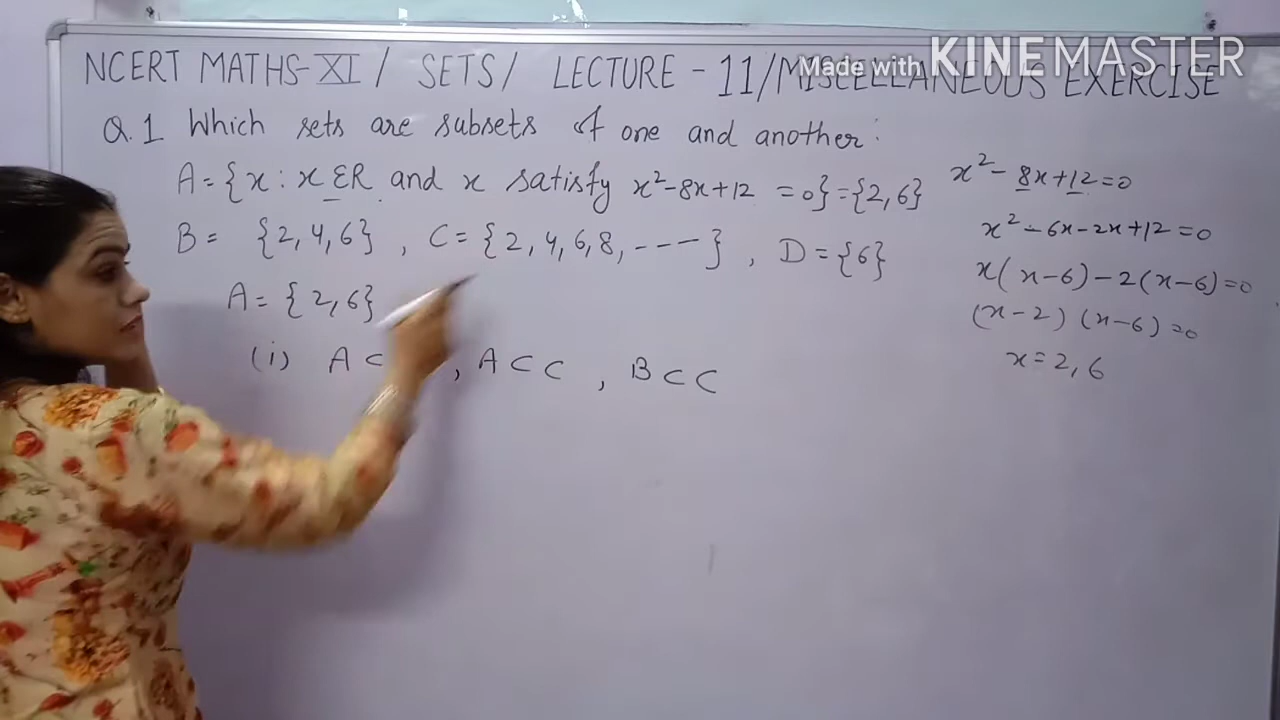 NCERT MATHS-XI / SETS / LECTURE - 11 / MISCELLANEOUS EXERCISE
Made with KINEMASTER
Q.1 Which sets are subsets of one and another:
A = {x : x ∈ R and x satisfy x² - 8x + 12 = 0} = {2, 6}
B = {2, 4, 6} , C = {2, 4, 6, 8, - - - -} , D = {6}
A = {2, 6}
(i) A ⊂ , A ⊂ C , B ⊂ C
x² - 8x + 12 = 0
x² - 6x - 2x + 12 = 0
x(x - 6) - 2(x - 6) = 0
(x - 2) (x - 6) = 0
x = 2, 6